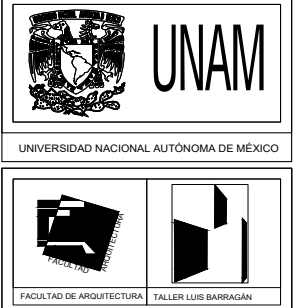 UNAM
UNIVERSIDAD NACIONAL AUTÓNOMA DE MÉXICO
FACULTAD
ARQUITECTURA
FACULTAD DE ARQUITECTURA
TALLER LUIS BARRAGÁN